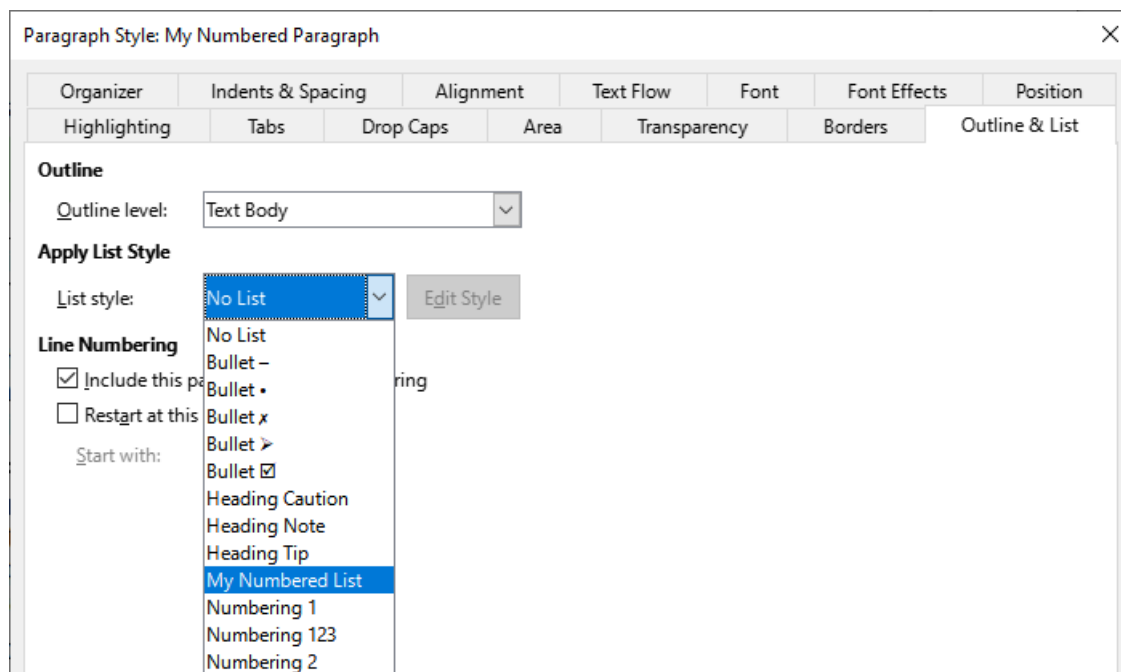 Paragraph Style: My Numbered Paragraph
Organizer Indents & Spacing Alignment Text Flow Font Font Effects Position
Highlighting Tabs Drop Caps Area Transparency Borders Outline & List
Outline
Outline level: Text Body
Apply List Style
List style: No List Edit Style
No List
Line Numbering
Bullet –
Include this pa ring
Bullet •
Restart at this
Bullet ✗
Bullet ➢
Start with:
Bullet ☑
Heading Caution
Heading Note
Heading Tip
My Numbered List
Numbering 1
Numbering 123
Numbering 2